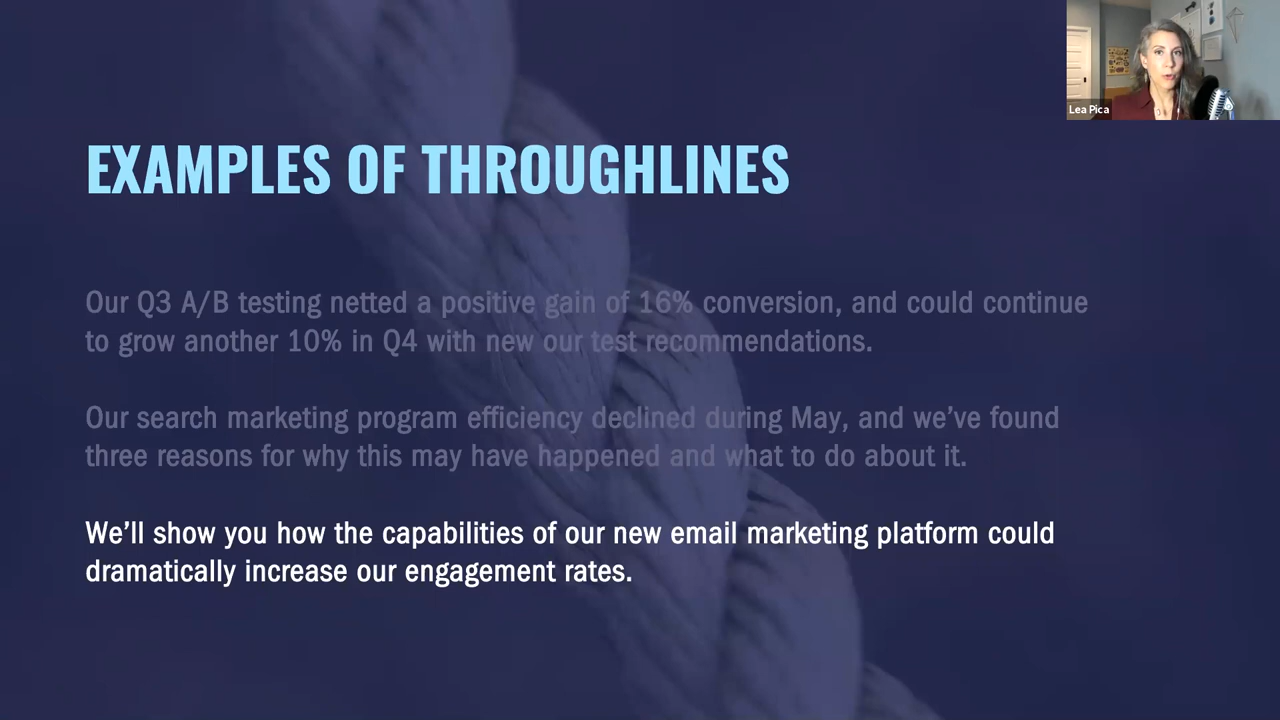 Lea Pica
EXAMPLES OF THROUGHLINES
Our Q3 A/B testing netted a positive gain of 16% conversion, and could continue
to grow another 10% in Q4 with new our test recommendations.
Our search marketing program efficiency declined during May, and we’ve found
three reasons for why this may have happened and what to do about it.
We’ll show you how the capabilities of our new email marketing platform could
dramatically increase our engagement rates.